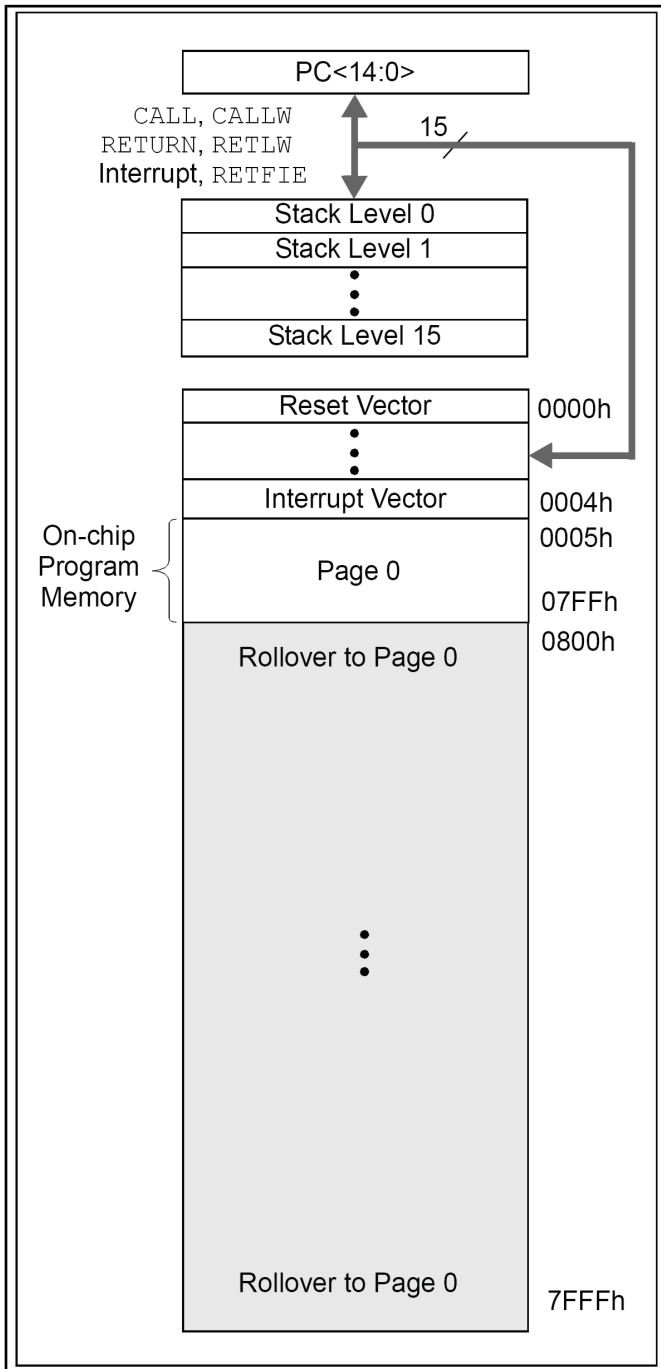 PC<14:0>
CALL, CALLW
RETURN, RETLW
Interrupt, RETFIE
15
Stack Level 0
Stack Level 1
Stack Level 15
Reset Vector
0000h
Interrupt Vector
0004h
On-chip
Program
Memory
0005h
Page 0
07FFh
0800h
Rollover to Page 0
Rollover to Page 0
7FFFh